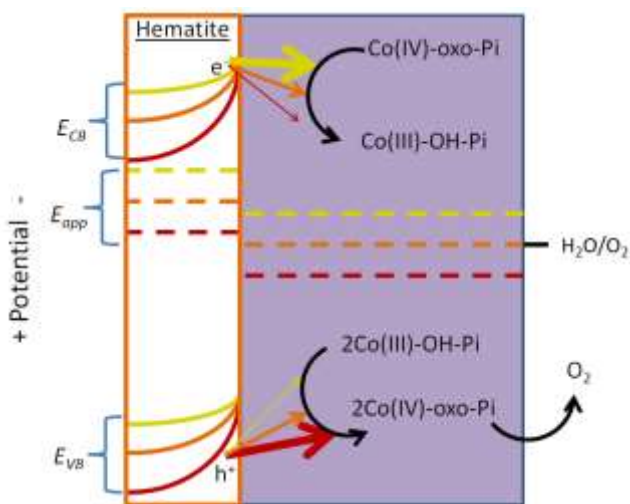 Hematite
e⁻
Co(IV)-oxo-Pi
E_CB
Co(III)-OH-Pi
E_app
+ Potential -
H₂O/O₂
2Co(III)-OH-Pi
O₂
2Co(IV)-oxo-Pi
E_VB
h⁺